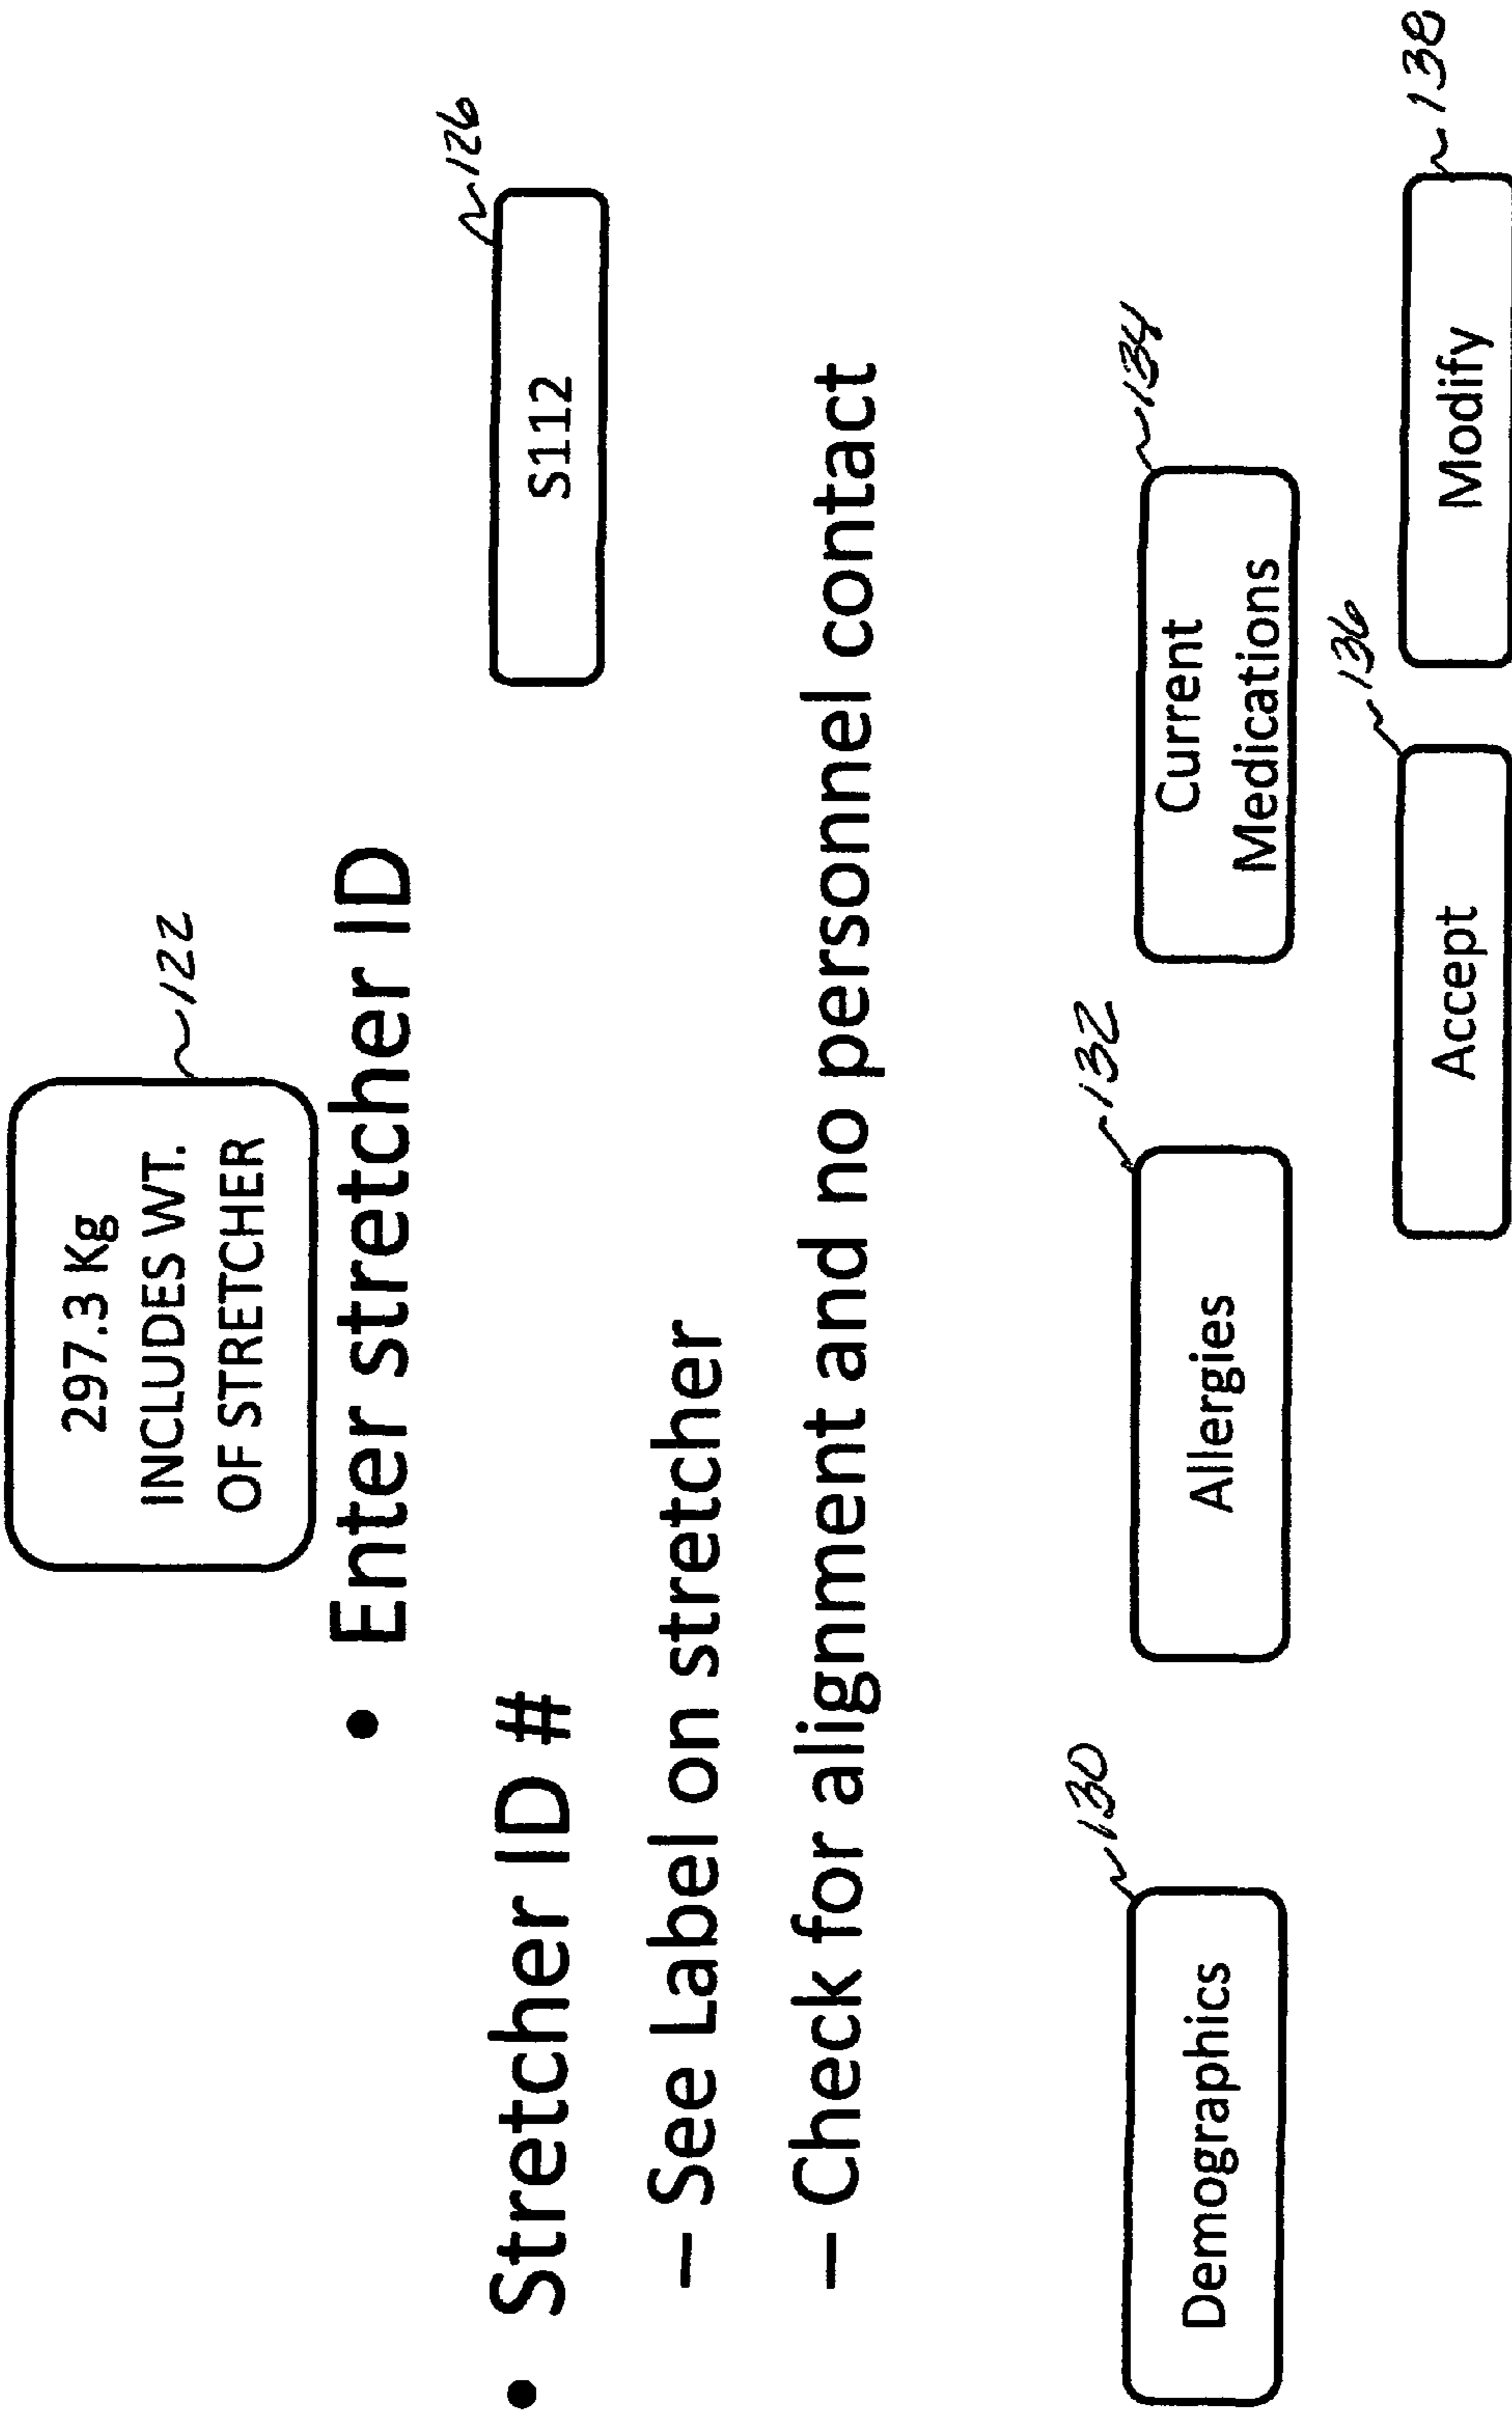 297.3 Kg
INCLUDES WT.
OF STRETCHER
122
• Enter stretcher ID
• Stretcher ID #
S112
126
– See Label on stretcher
– Check for alignment and no personnel contact
130
Demographics
132
Allergies
134
Current
Medications
136
Accept
138
Modify